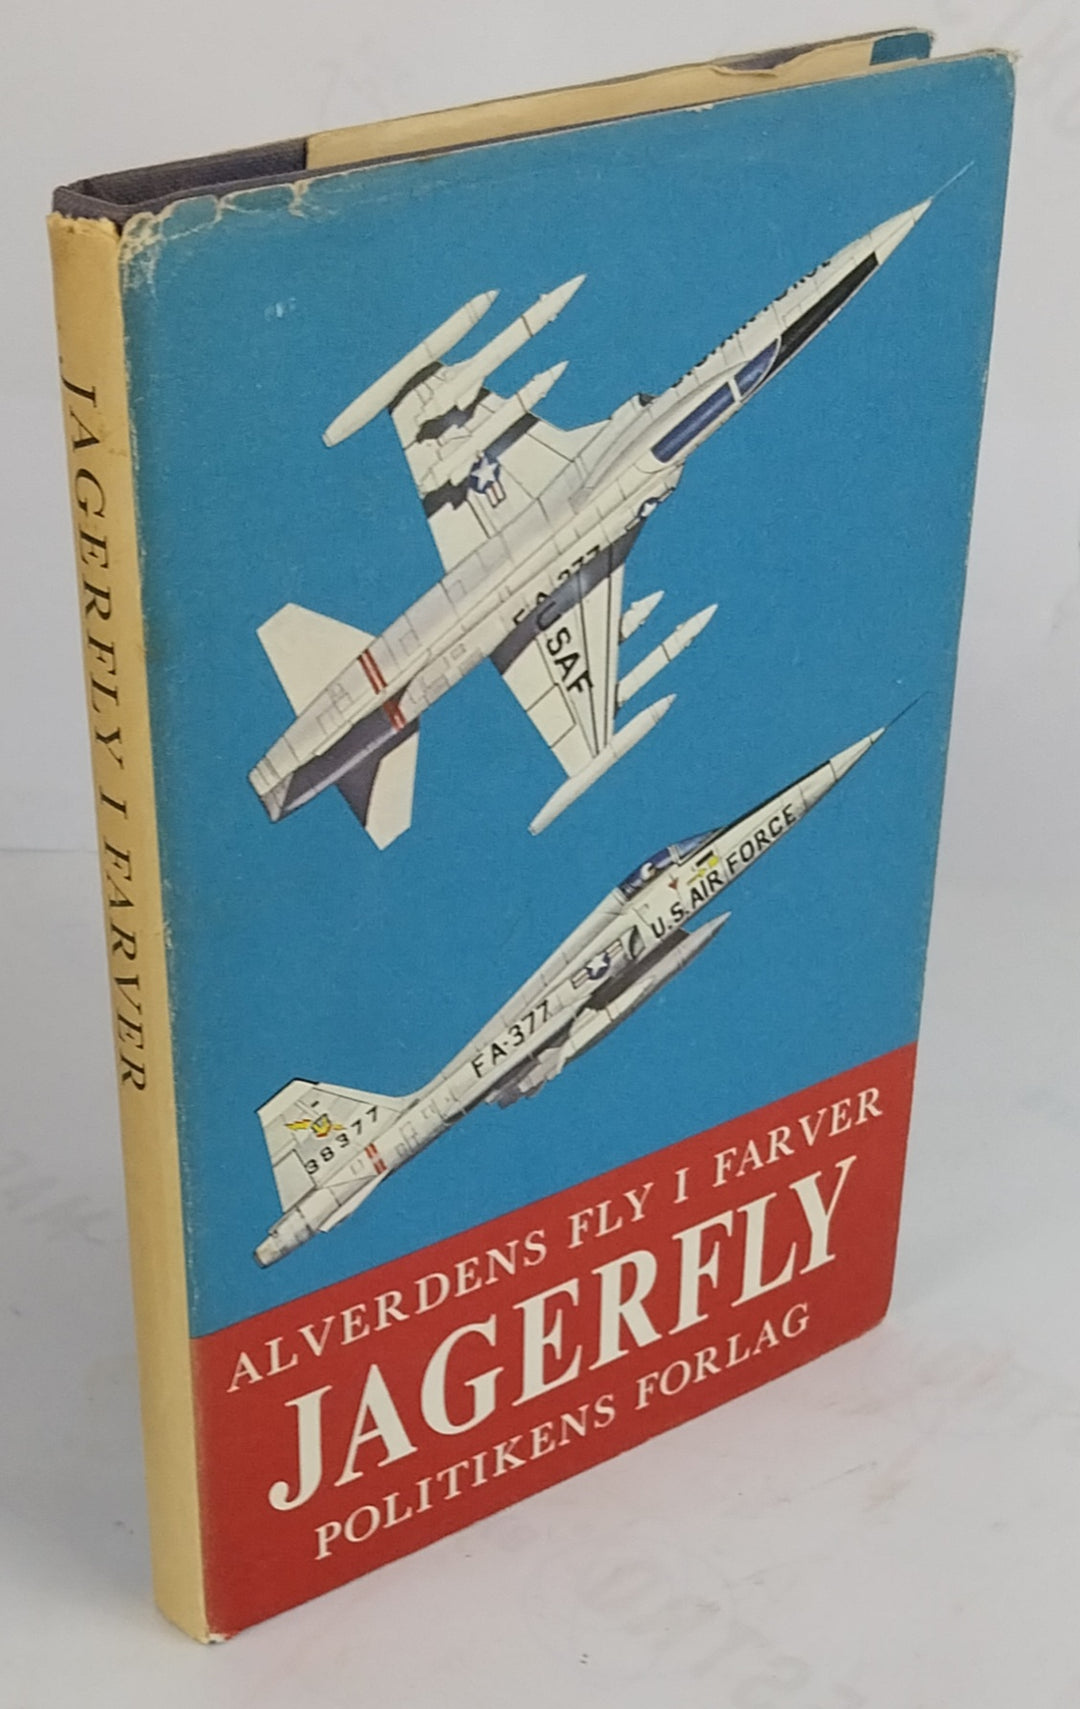 JAGERFLY I FARVER
USAF
U.S. AIR FORCE
FA-377
38377
ALVERDENS FLY I FARVER
JAGERFLY
POLITIKENS FORLAG